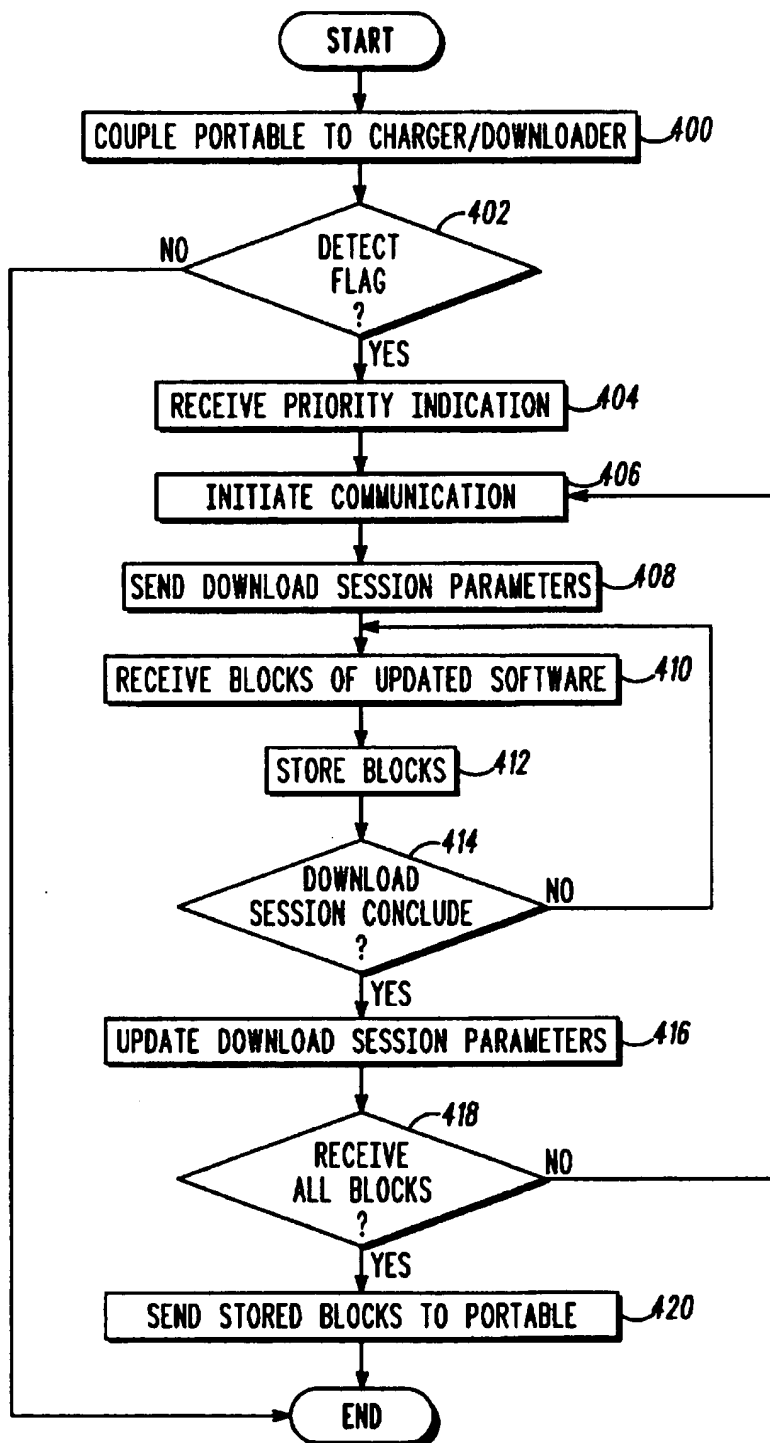 START
COUPLE PORTABLE TO CHARGER/DOWNLOADER 400
402
NO
DETECT
FLAG
?
YES
RECEIVE PRIORITY INDICATION 404
INITIATE COMMUNICATION 406
SEND DOWNLOAD SESSION PARAMETERS 408
RECEIVE BLOCKS OF UPDATED SOFTWARE 410
STORE BLOCKS 412
414
DOWNLOAD
SESSION CONCLUDE
?
NO
YES
UPDATE DOWNLOAD SESSION PARAMETERS 416
418
RECEIVE
ALL BLOCKS
?
NO
YES
SEND STORED BLOCKS TO PORTABLE 420
END